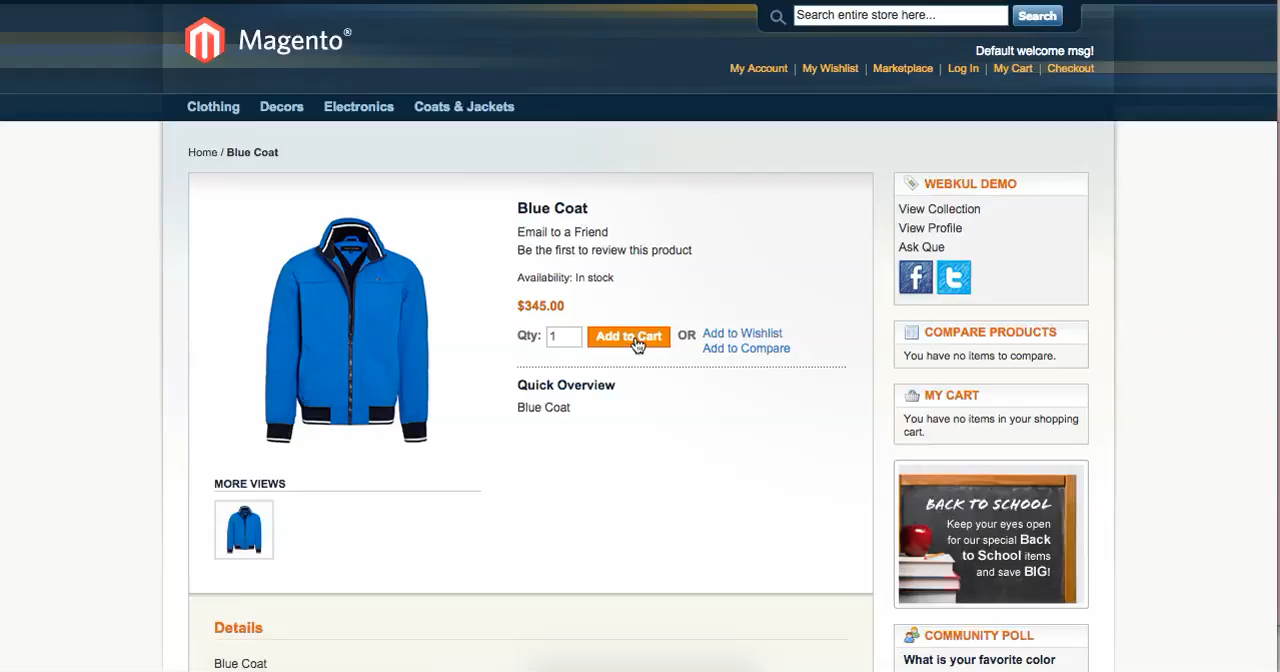 Search entire store here...
Search
Magento®
Default welcome msg!
My Account | My Wishlist | Marketplace | Log In | My Cart | Checkout
Clothing
Decors
Electronics
Coats & Jackets
Home / Blue Coat
Blue Coat
Email to a Friend
Be the first to review this product
Availability: In stock
$345.00
Qty: 1
Add to Cart
OR
Add to Wishlist
Add to Compare
Quick Overview
Blue Coat
MORE VIEWS
Details
Blue Coat
WEBKUL DEMO
View Collection
View Profile
Ask Que
COMPARE PRODUCTS
You have no items to compare.
MY CART
You have no items in your shopping
cart.
BACK TO SCHOOL
Keep your eyes open
for our special Back
to School items
and save BIG!
COMMUNITY POLL
What is your favorite color